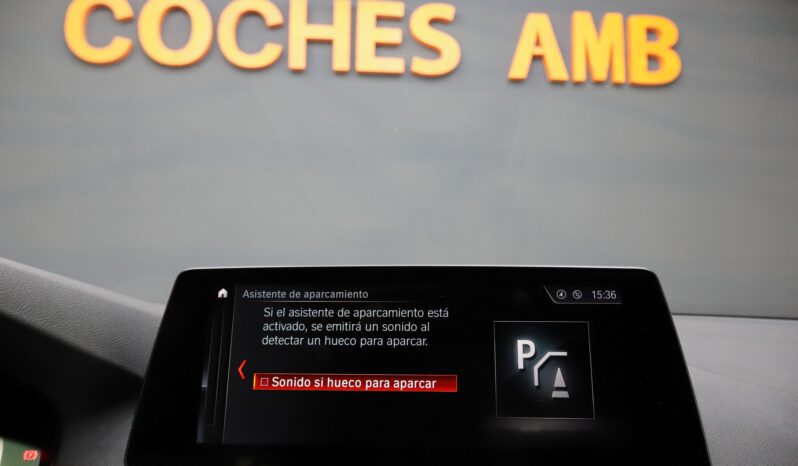 COCHES AMB
Asistente de aparcamiento
15:36
Si el asistente de aparcamiento está
activado, se emitirá un sonido al
detectar un hueco para aparcar.
Sonido si hueco para aparcar
P